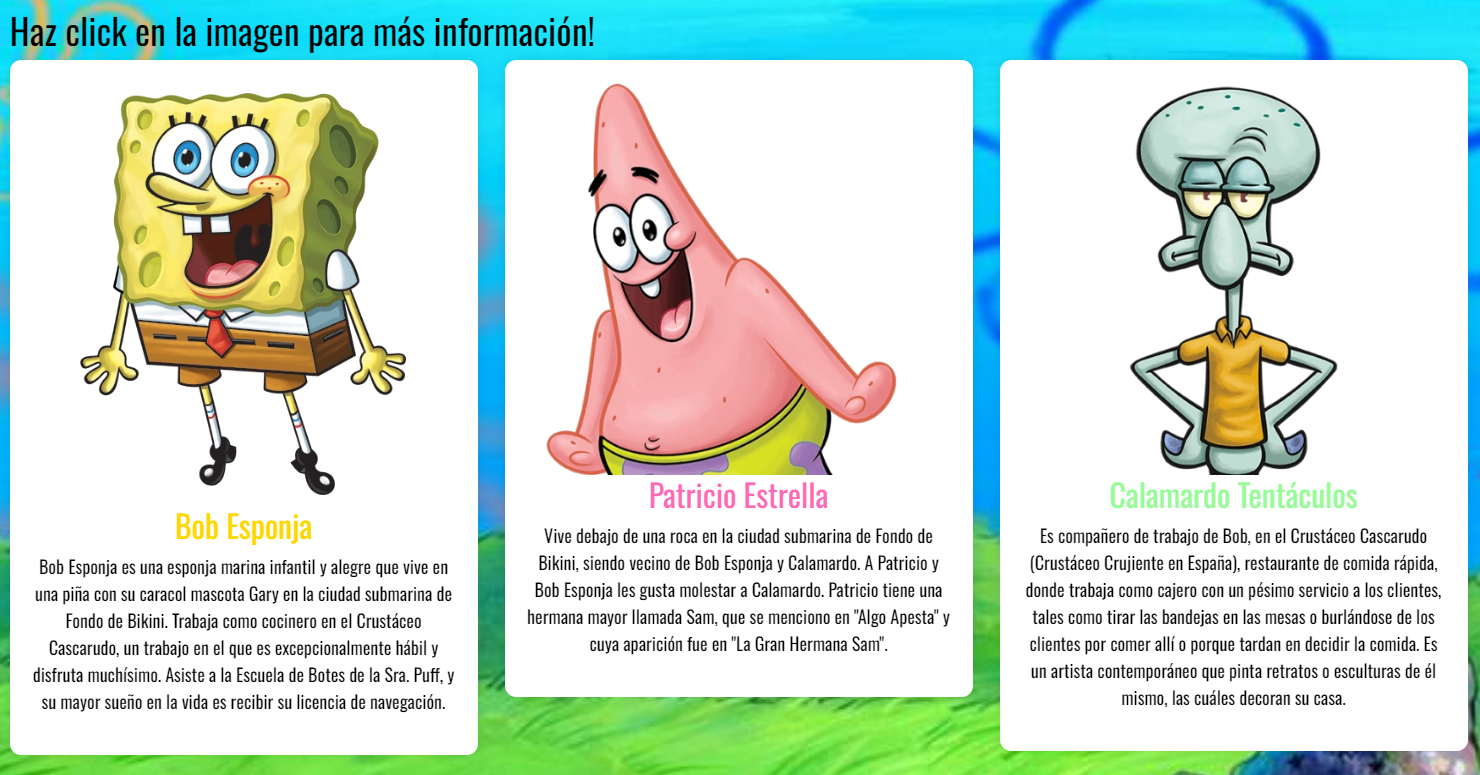 Haz click en la imagen para más información!
Bob Esponja
Bob Esponja es una esponja marina infantil y alegre que vive en
una piña con su caracol mascota Gary en la ciudad submarina de
Fondo de Bikini. Trabaja como cocinero en el Crustáceo
Cascarudo, un trabajo en el que es excepcionalmente hábil y
disfruta muchísimo. Asiste a la Escuela de Botes de la Sra. Puff, y
su mayor sueño en la vida es recibir su licencia de navegación.
Patricio Estrella
Vive debajo de una roca en la ciudad submarina de Fondo de
Bikini, siendo vecino de Bob Esponja y Calamardo. A Patricio y
Bob Esponja les gusta molestar a Calamardo. Patricio tiene una
hermana mayor llamada Sam, que se menciono en "Algo Apesta" y
cuya aparición fue en "La Gran Hermana Sam".
Calamardo Tentáculos
Es compañero de trabajo de Bob, en el Crustáceo Cascarudo
(Crustáceo Crujiente en España), restaurante de comida rápida,
donde trabaja como cajero con un pésimo servicio a los clientes,
tales como tirar las bandejas en las mesas o burlándose de los
clientes por comer allí o porque tardan en decidir la comida. Es
un artista contemporáneo que pinta retratos o esculturas de él
mismo, las cuáles decoran su casa.